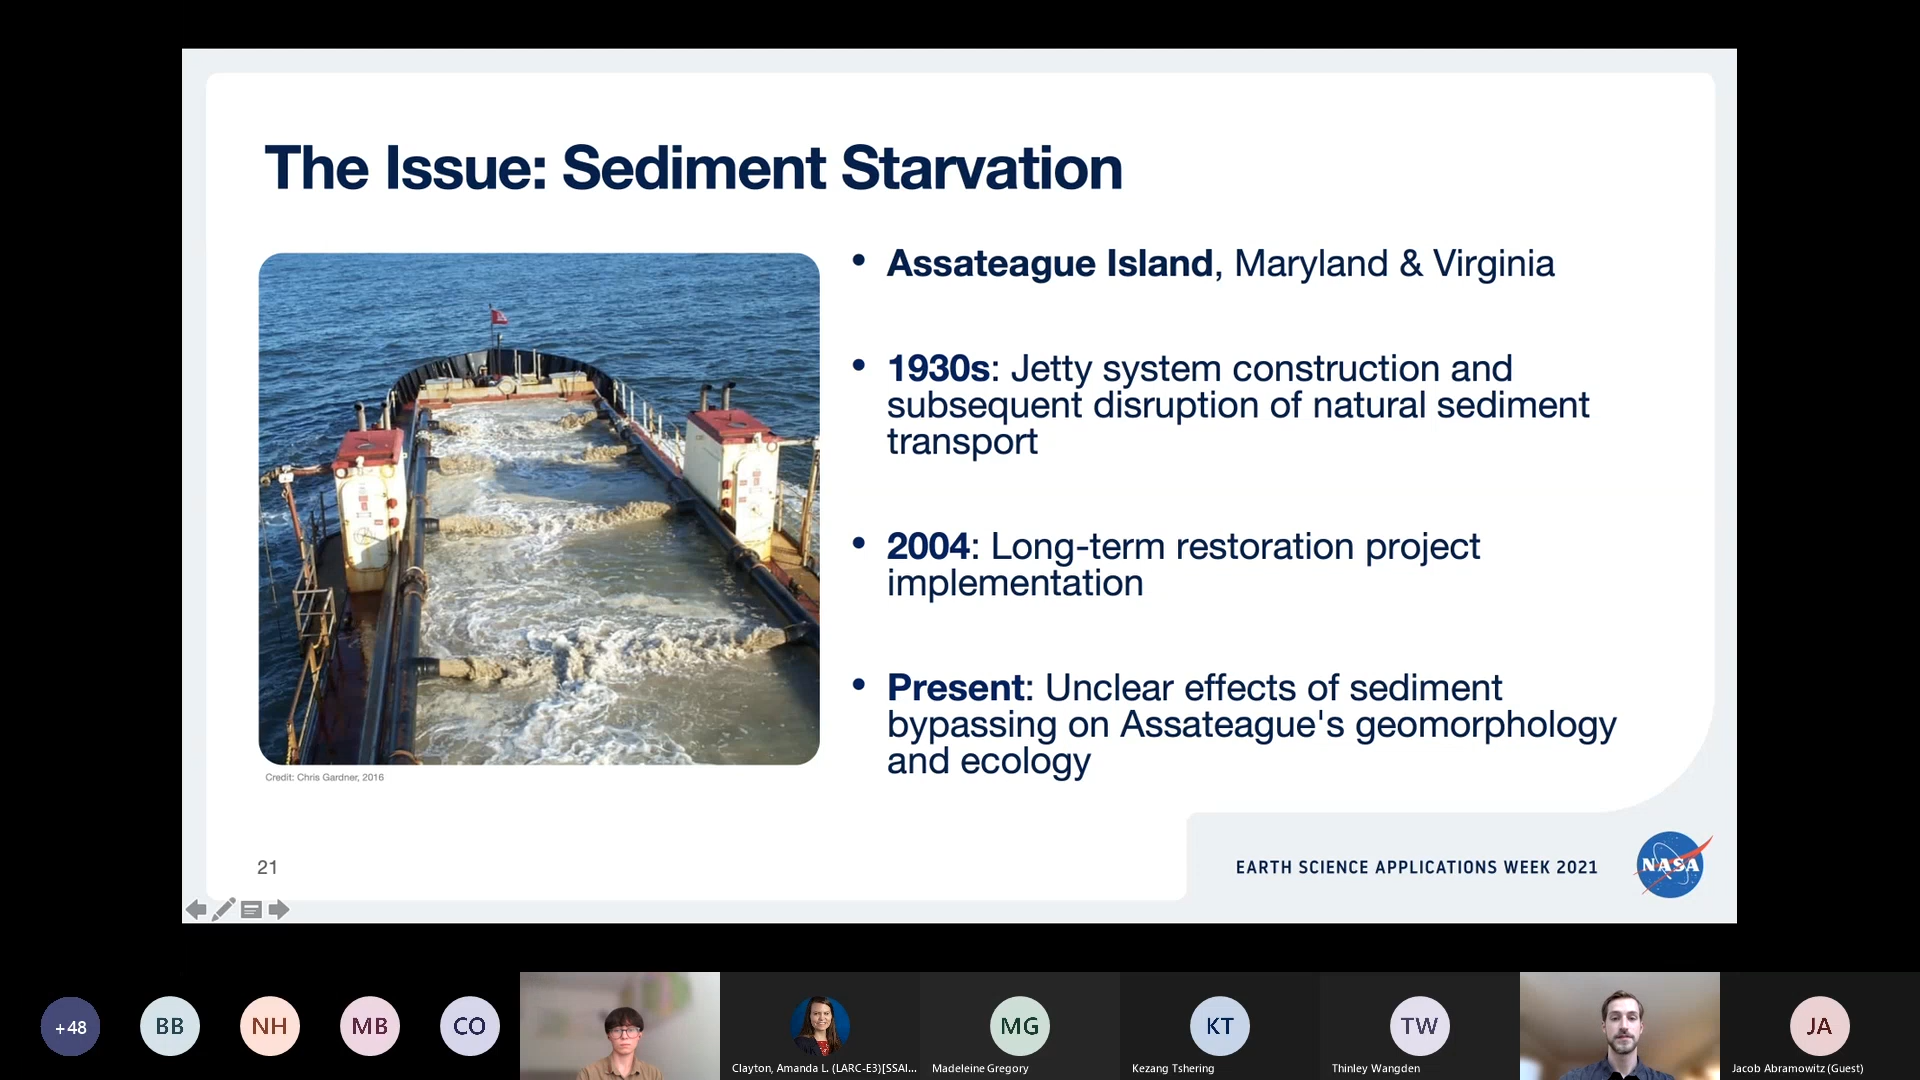 The Issue: Sediment Starvation
• Assateague Island, Maryland & Virginia
• 1930s: Jetty system construction and
subsequent disruption of natural sediment
transport
• 2004: Long-term restoration project
implementation
• Present: Unclear effects of sediment
bypassing on Assateague's geomorphology
and ecology
Credit: Chris Gardner, 2016
21
EARTH SCIENCE APPLICATIONS WEEK 2021
NASA
+48
BB
NH
MB
CO
Clayton, Amanda L. (LARC-E3)[SSAI...
MG
Madeleine Gregory
KT
Kezang Tshering
TW
Thinley Wangden
JA
Jacob Abramowitz (Guest)